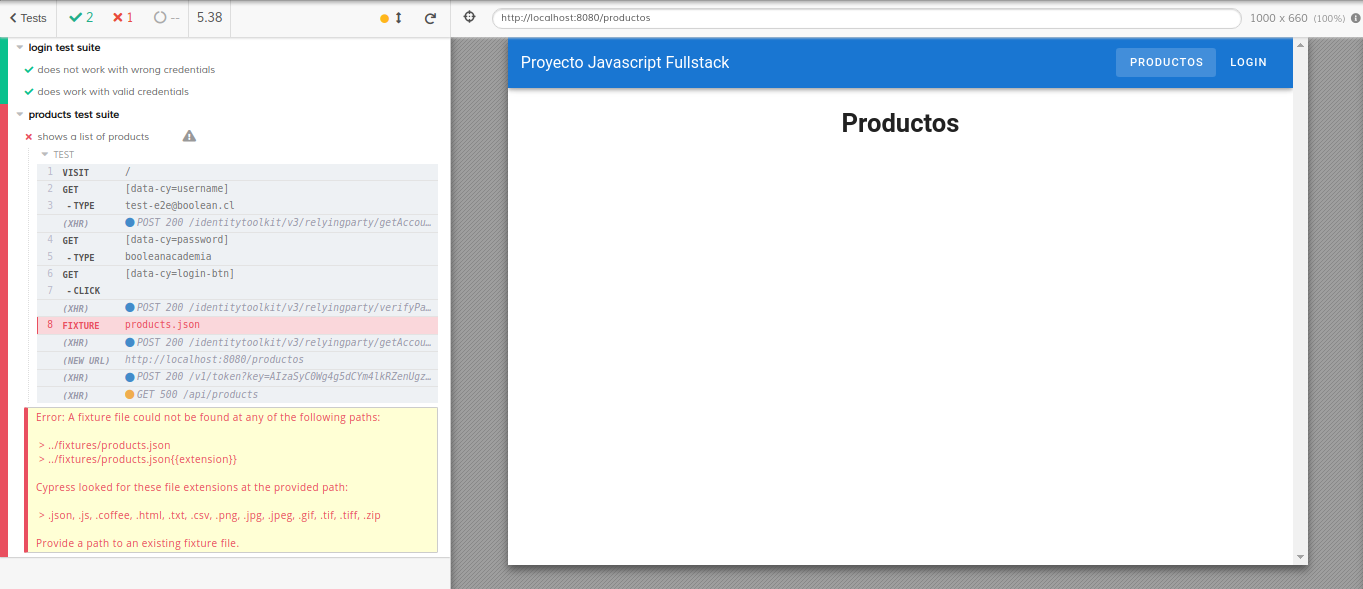 Tests 2 1 -- 5.38
http://localhost:8080/productos 1000 x 660 (100%)
login test suite
does not work with wrong credentials
does work with valid credentials
products test suite
shows a list of products
TEST
1 VISIT /
2 GET [data-cy=username]
3 -TYPE test-e2e@boolean.cl
(XHR) POST 200 /identitytoolkit/v3/relyingparty/getAccou…
4 GET [data-cy=password]
5 -TYPE booleanacademia
6 GET [data-cy=login-btn]
7 -CLICK
(XHR) POST 200 /identitytoolkit/v3/relyingparty/verifyPa…
8 FIXTURE products.json
(XHR) POST 200 /identitytoolkit/v3/relyingparty/getAccou…
(NEW URL) http://localhost:8080/productos
(XHR) POST 200 /v1/token?key=AIzaSyC0Wg4g5dCYm4lkRZenUgz…
(XHR) GET 500 /api/products
Error: A fixture file could not be found at any of the following paths:
> ../fixtures/products.json
> ../fixtures/products.json{{extension}}
Cypress looked for these file extensions at the provided path:
> .json, .js, .coffee, .html, .txt, .csv, .png, .jpg, .jpeg, .gif, .tif, .tiff, .zip
Provide a path to an existing fixture file.
Proyecto Javascript Fullstack PRODUCTOS LOGIN
Productos